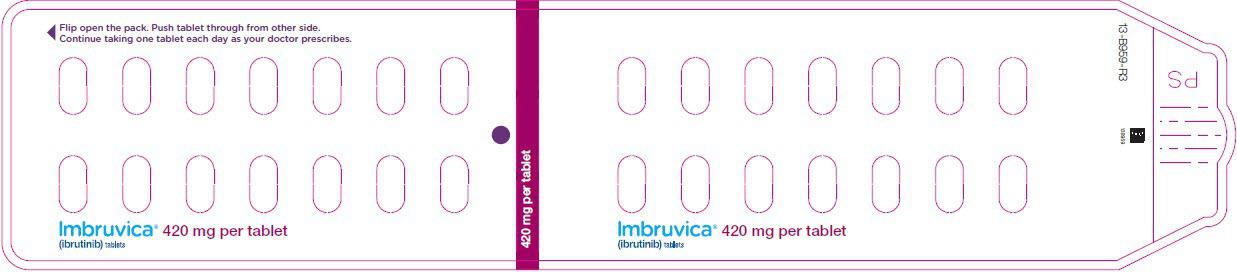 Flip open the pack. Push tablet through from other side.
Continue taking one tablet each day as your doctor prescribes.
Imbruvica® 420 mg per tablet
(ibrutinib) tablets
420 mg per tablet
Imbruvica® 420 mg per tablet
(ibrutinib) tablets
13-B959-R3
PS